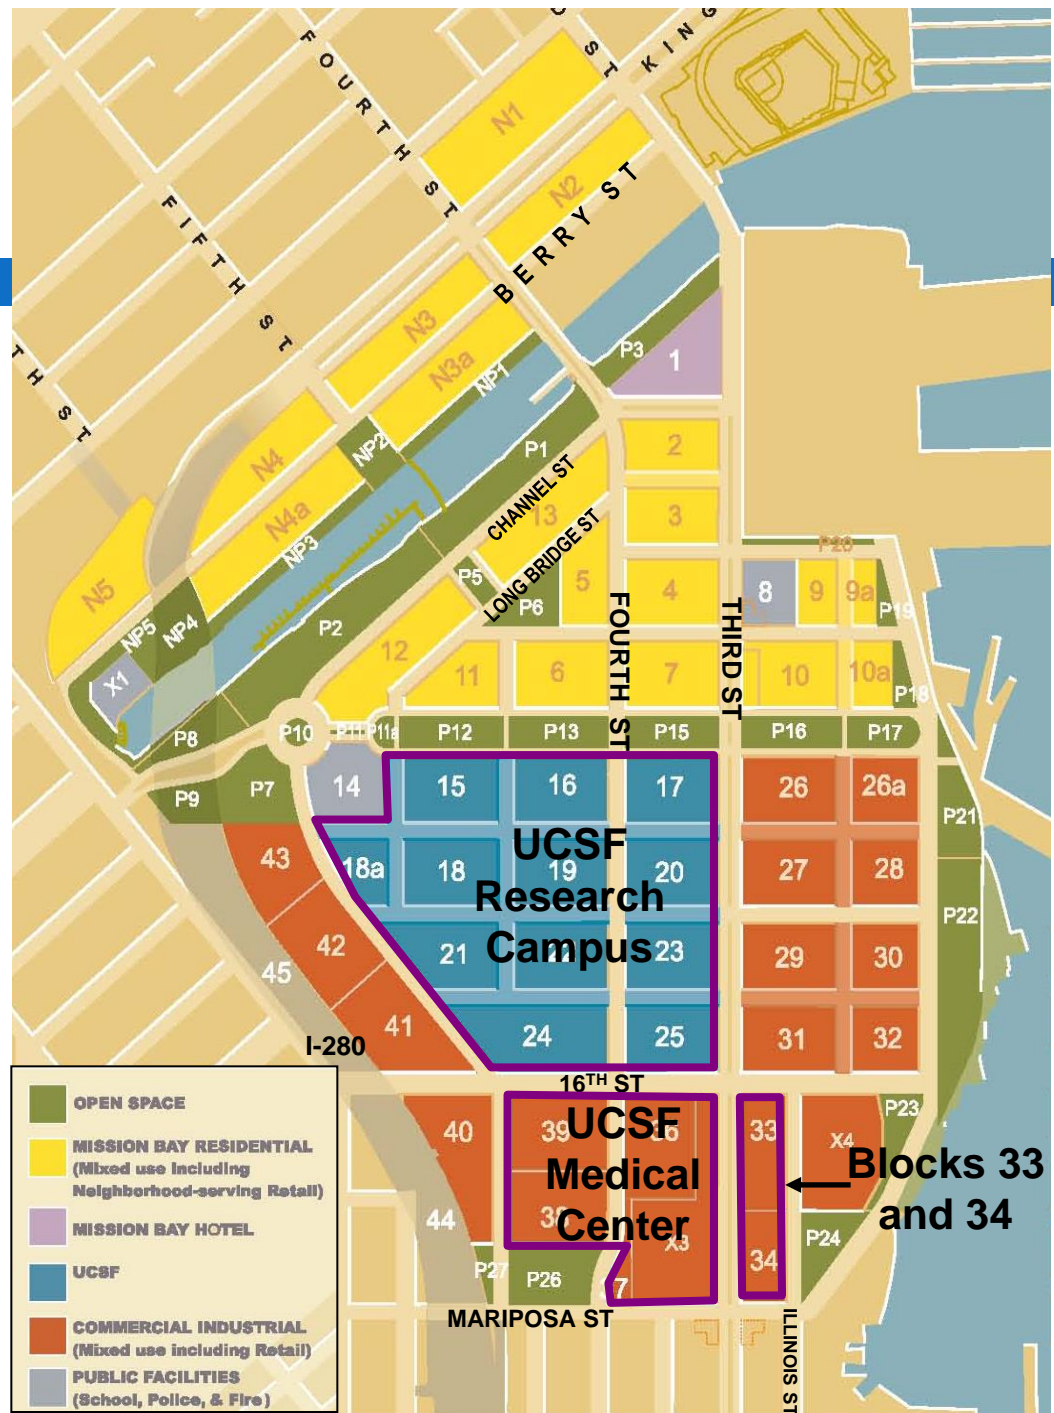 FOURTH ST
KING
ST
N1
FIFTH ST
N2
BERRY ST
TH ST
N3
P3
1
N3a
NP1
NP2
P1
2
N4
CHANNEL ST
13
3
N4a
LONG BRIDGE ST
NP3
P20
N5
P5
5
4
8
9
9a
P19
P6
P2
NP5
NP4
FOURTH ST
THIRD ST
12
11
6
7
10
10a
P18
X1
P8
P10
P11
P11a
P12
P13
P15
P16
P17
P9
P7
14
15
16
17
26
26a
P21
UCSF
Research
Campus
43
18a
18
19
20
27
28
P22
42
21
22
23
29
30
45
41
24
25
31
32
I-280
16TH ST
UCSF
Medical
Center
40
39
36
33
X4
P23
Blocks 33
and 34
44
38
X3
34
P24
P27
P26
37
MARIPOSA ST
ILLINOIS ST
OPEN SPACE
MISSION BAY RESIDENTIAL
(Mixed use including
Neighborhood-serving Retail)
MISSION BAY HOTEL
UCSF
COMMERCIAL INDUSTRIAL
(Mixed use including Retail)
PUBLIC FACILITIES
(School, Police, & Fire)